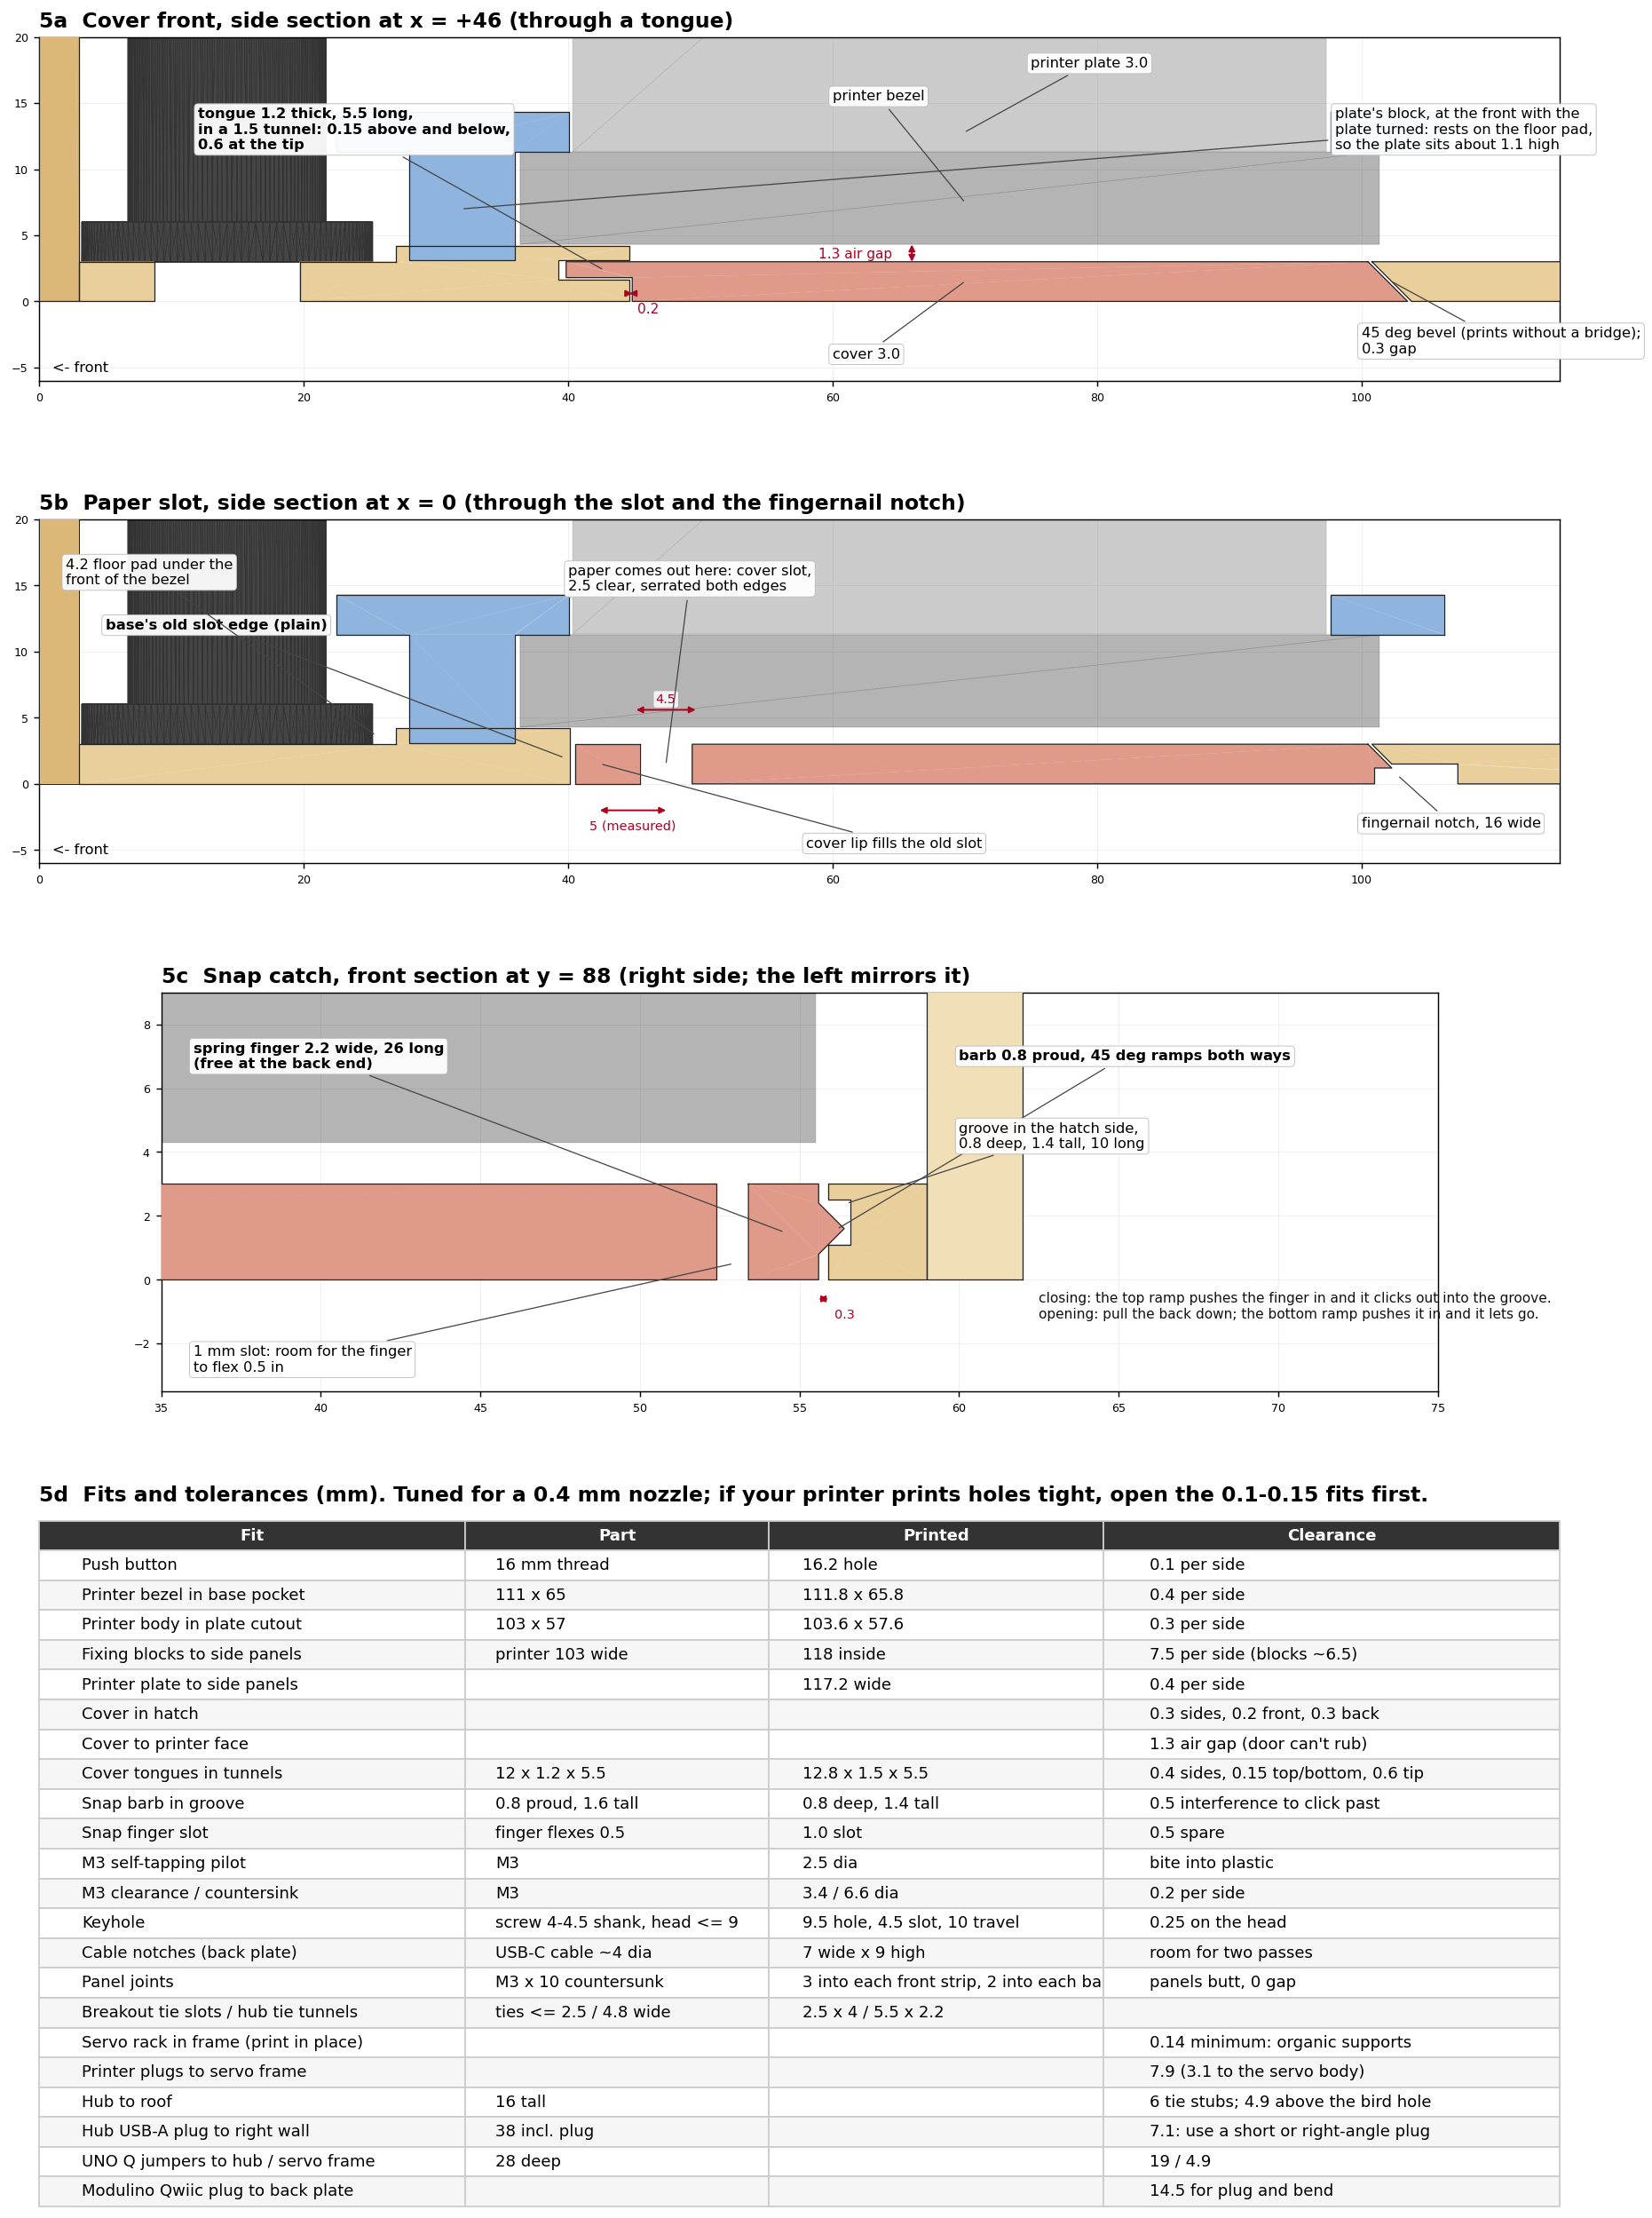 5a  Cover front, side section at x = +46 (through a tongue)
20
15
10
5
0
−5
printer plate 3.0
printer bezel
tongue 1.2 thick, 5.5 long,
in a 1.5 tunnel: 0.15 above and below,
0.6 at the tip
plate's block, at the front with the
plate turned: rests on the floor pad,
so the plate sits about 1.1 high
1.3 air gap
0.2
cover 3.0
45 deg bevel (prints without a bridge);
0.3 gap
<- front
0 20 40 60 80 100
5b  Paper slot, side section at x = 0 (through the slot and the fingernail notch)
20
15
10
5
0
−5
4.2 floor pad under the
front of the bezel
paper comes out here: cover slot,
2.5 clear, serrated both edges
base's old slot edge (plain)
4.5
5 (measured)
fingernail notch, 16 wide
cover lip fills the old slot
<- front
0 20 40 60 80 100
5c  Snap catch, front section at y = 88 (right side; the left mirrors it)
8
6
4
2
0
−2
spring finger 2.2 wide, 26 long
(free at the back end)
barb 0.8 proud, 45 deg ramps both ways
groove in the hatch side,
0.8 deep, 1.4 tall, 10 long
0.3
closing: the top ramp pushes the finger in and it clicks out into the groove.
opening: pull the back down; the bottom ramp pushes it in and it lets go.
1 mm slot: room for the finger
to flex 0.5 in
35 40 45 50 55 60 65 70 75
5d  Fits and tolerances (mm). Tuned for a 0.4 mm nozzle; if your printer prints holes tight, open the 0.1-0.15 fits first.
Fit Part Printed Clearance
Push button 16 mm thread 16.2 hole 0.1 per side
Printer bezel in base pocket 111 x 65 111.8 x 65.8 0.4 per side
Printer body in plate cutout 103 x 57 103.6 x 57.6 0.3 per side
Fixing blocks to side panels printer 103 wide 118 inside 7.5 per side (blocks ~6.5)
Printer plate to side panels 117.2 wide 0.4 per side
Cover in hatch 0.3 sides, 0.2 front, 0.3 back
Cover to printer face 1.3 air gap (door can't rub)
Cover tongues in tunnels 12 x 1.2 x 5.5 12.8 x 1.5 x 5.5 0.4 sides, 0.15 top/bottom, 0.6 tip
Snap barb in groove 0.8 proud, 1.6 tall 0.8 deep, 1.4 tall 0.5 interference to click past
Snap finger slot finger flexes 0.5 1.0 slot 0.5 spare
M3 self-tapping pilot M3 2.5 dia bite into plastic
M3 clearance / countersink M3 3.4 / 6.6 dia 0.2 per side
Keyhole screw 4-4.5 shank, head <= 9 9.5 hole, 4.5 slot, 10 travel 0.25 on the head
Cable notches (back plate) USB-C cable ~4 dia 7 wide x 9 high room for two passes
Panel joints M3 x 10 countersunk 3 into each front strip, 2 into each ba panels butt, 0 gap
Breakout tie slots / hub tie tunnels ties <= 2.5 / 4.8 wide 2.5 x 4 / 5.5 x 2.2
Servo rack in frame (print in place) 0.14 minimum: organic supports
Printer plugs to servo frame 7.9 (3.1 to the servo body)
Hub to roof 16 tall 6 tie stubs; 4.9 above the bird hole
Hub USB-A plug to right wall 38 incl. plug 7.1: use a short or right-angle plug
UNO Q jumpers to hub / servo frame 28 deep 19 / 4.9
Modulino Qwiic plug to back plate 14.5 for plug and bend